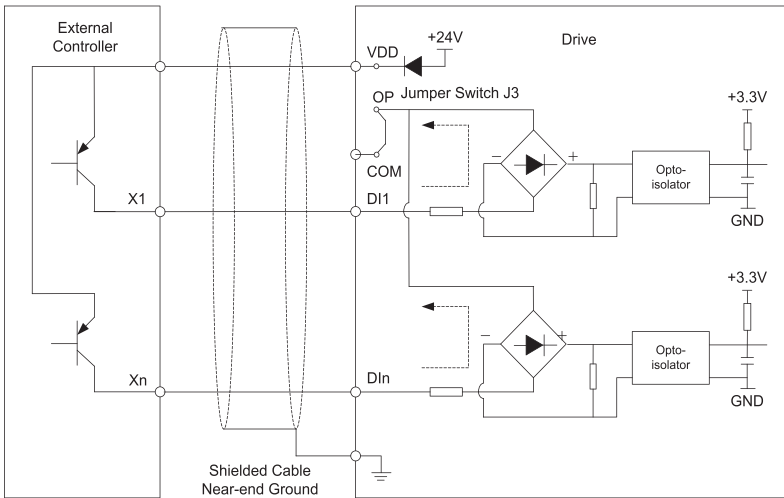 External
Controller
Drive
VDD
+24V
OP
Jumper Switch J3
COM
+3.3V
−
+
Opto-
isolator
X1
DI1
GND
+3.3V
−
+
Opto-
isolator
Xn
DIn
GND
Shielded Cable
Near-end Ground